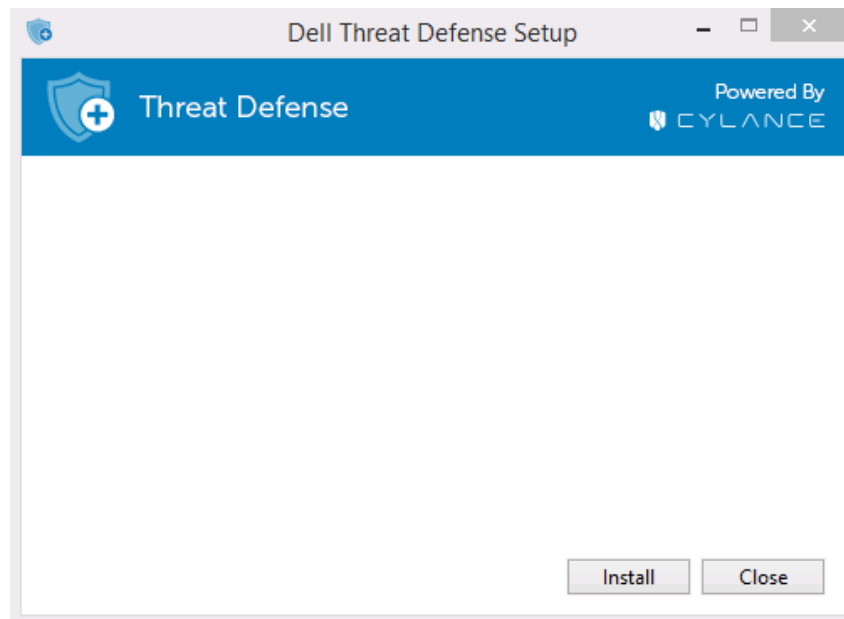 Dell Threat Defense Setup
Threat Defense
Powered By
CYLANCE
Install
Close